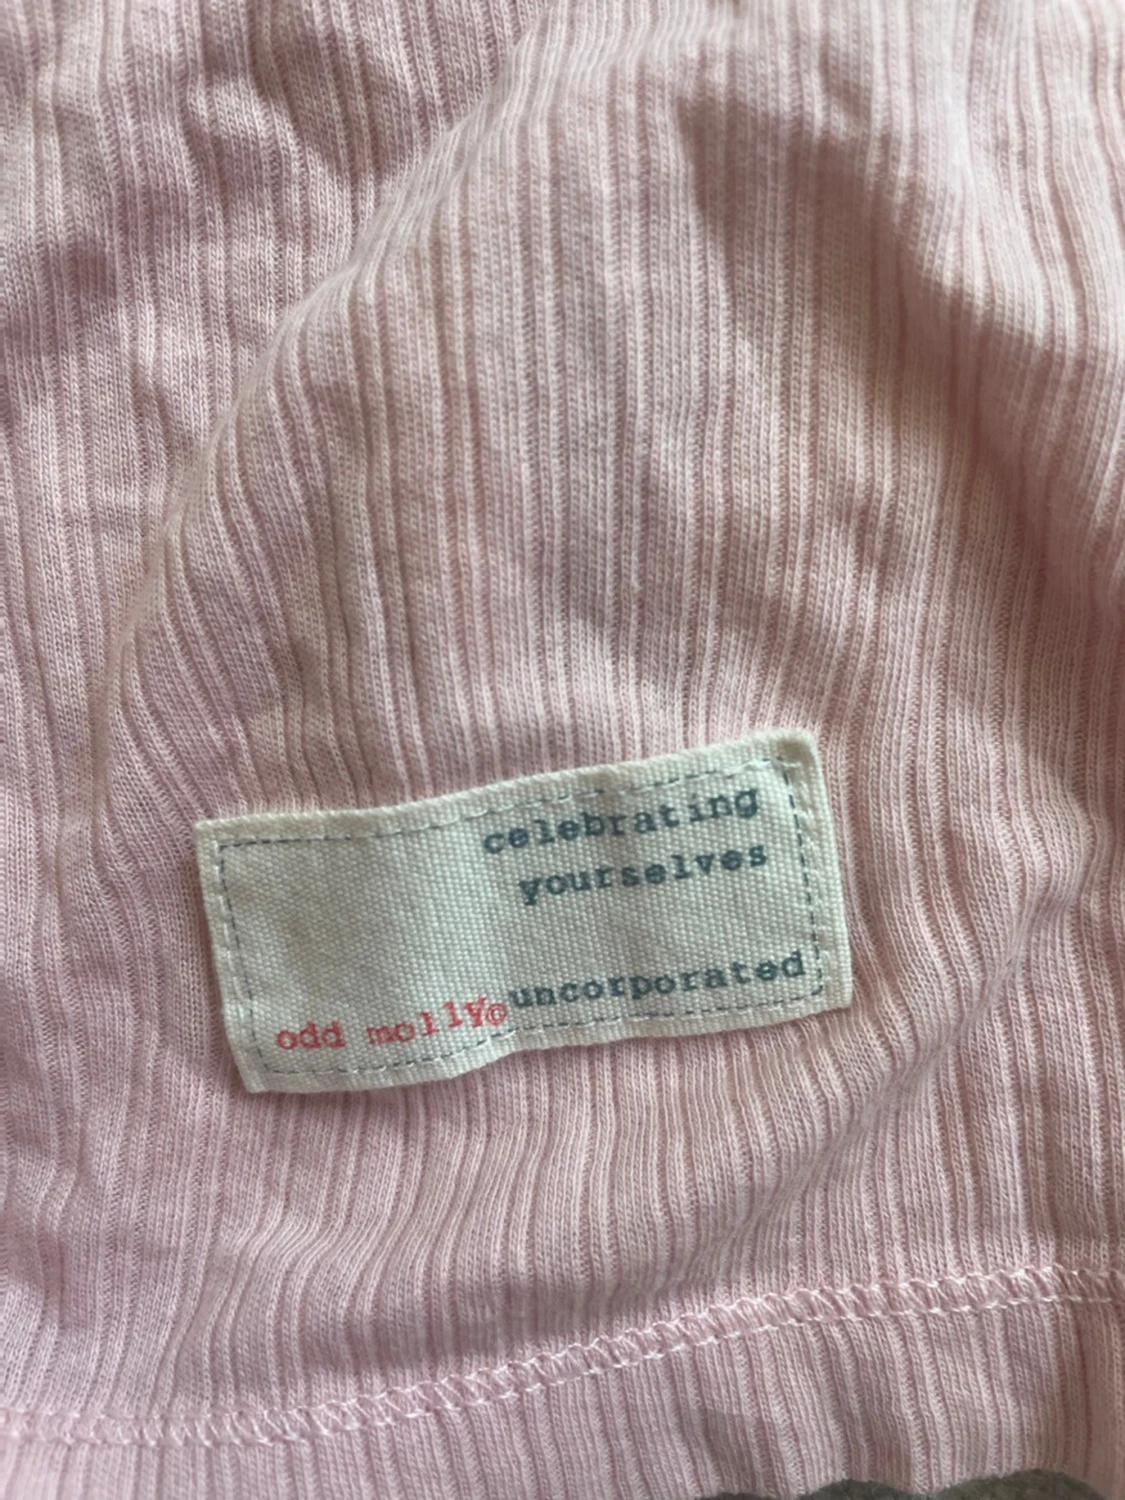 celebrating
yourselves
odd molly© uncorporated